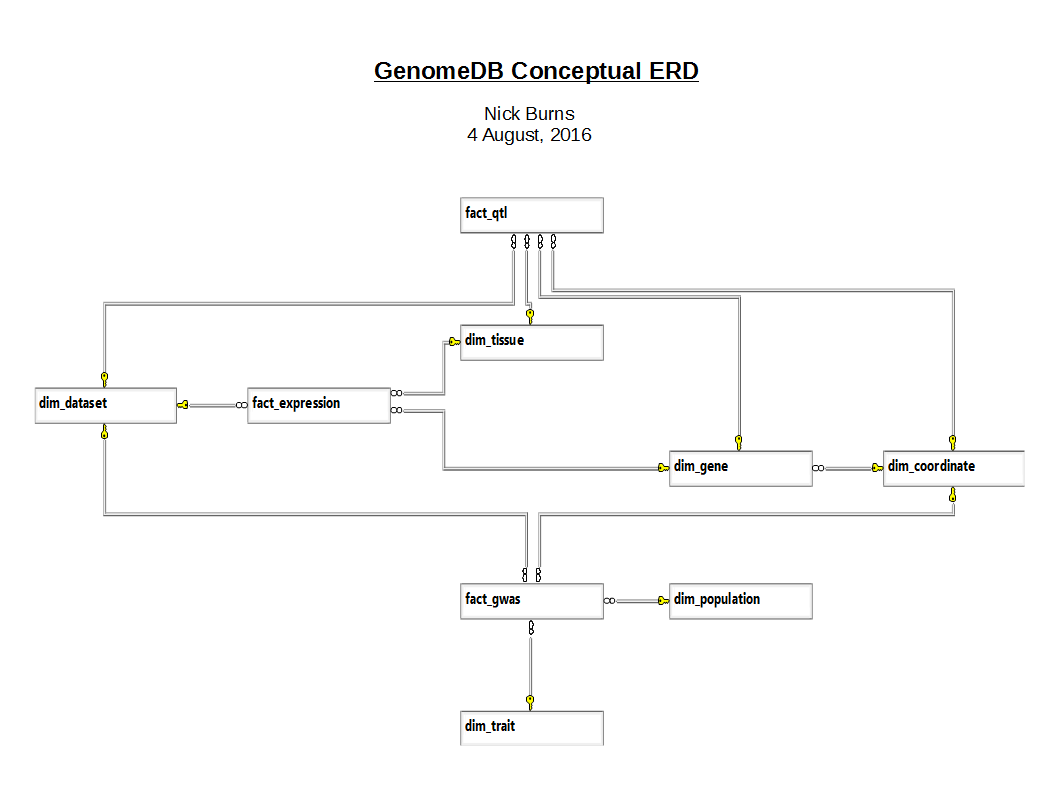 GenomeDB Conceptual ERD
Nick Burns
4 August, 2016
fact_qtl
dim_tissue
dim_dataset
fact_expression
dim_gene
dim_coordinate
fact_gwas
dim_population
dim_trait